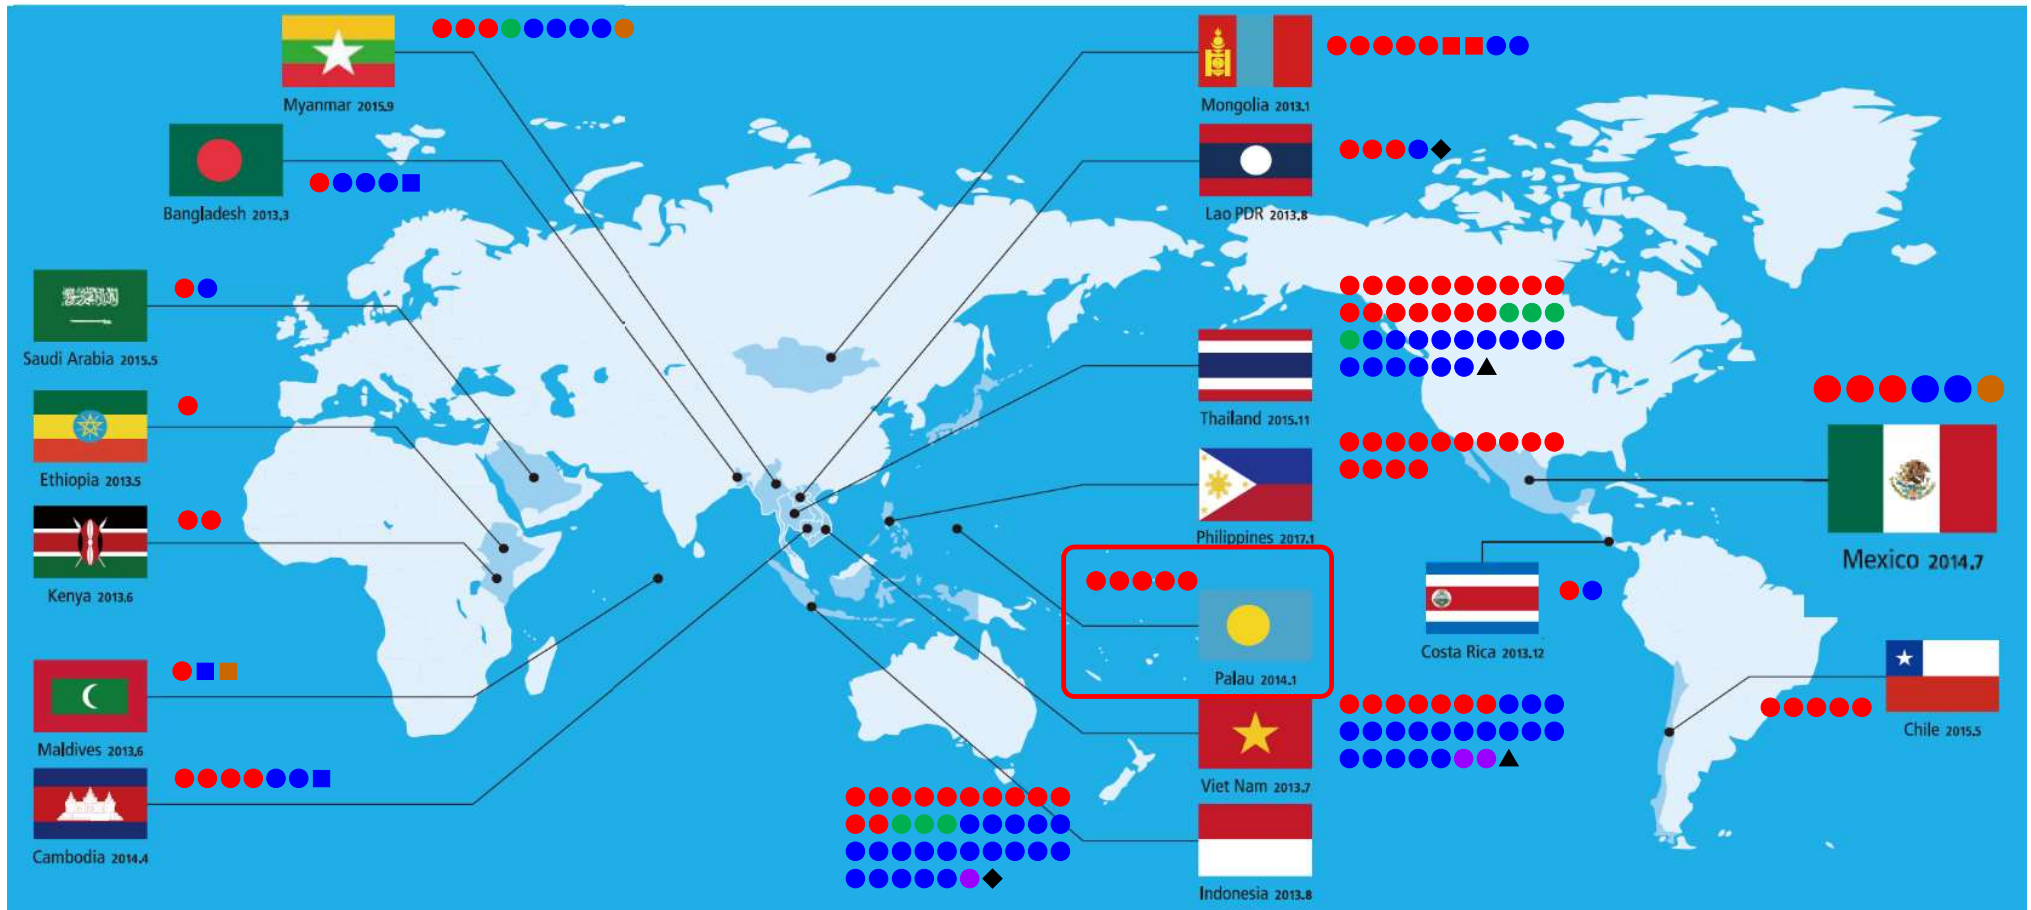 Myanmar 2015.9
Mongolia 2013.1
Bangladesh 2013.3
Lao PDR 2013.8
Saudi Arabia 2015.5
Thailand 2015.11
Ethiopia 2013.5
Philippines 2017.1
Mexico 2014.7
Kenya 2013.6
Costa Rica 2013.12
Palau 2014.1
Chile 2015.5
Maldives 2013.6
Viet Nam 2013.7
Cambodia 2014.4
Indonesia 2013.8